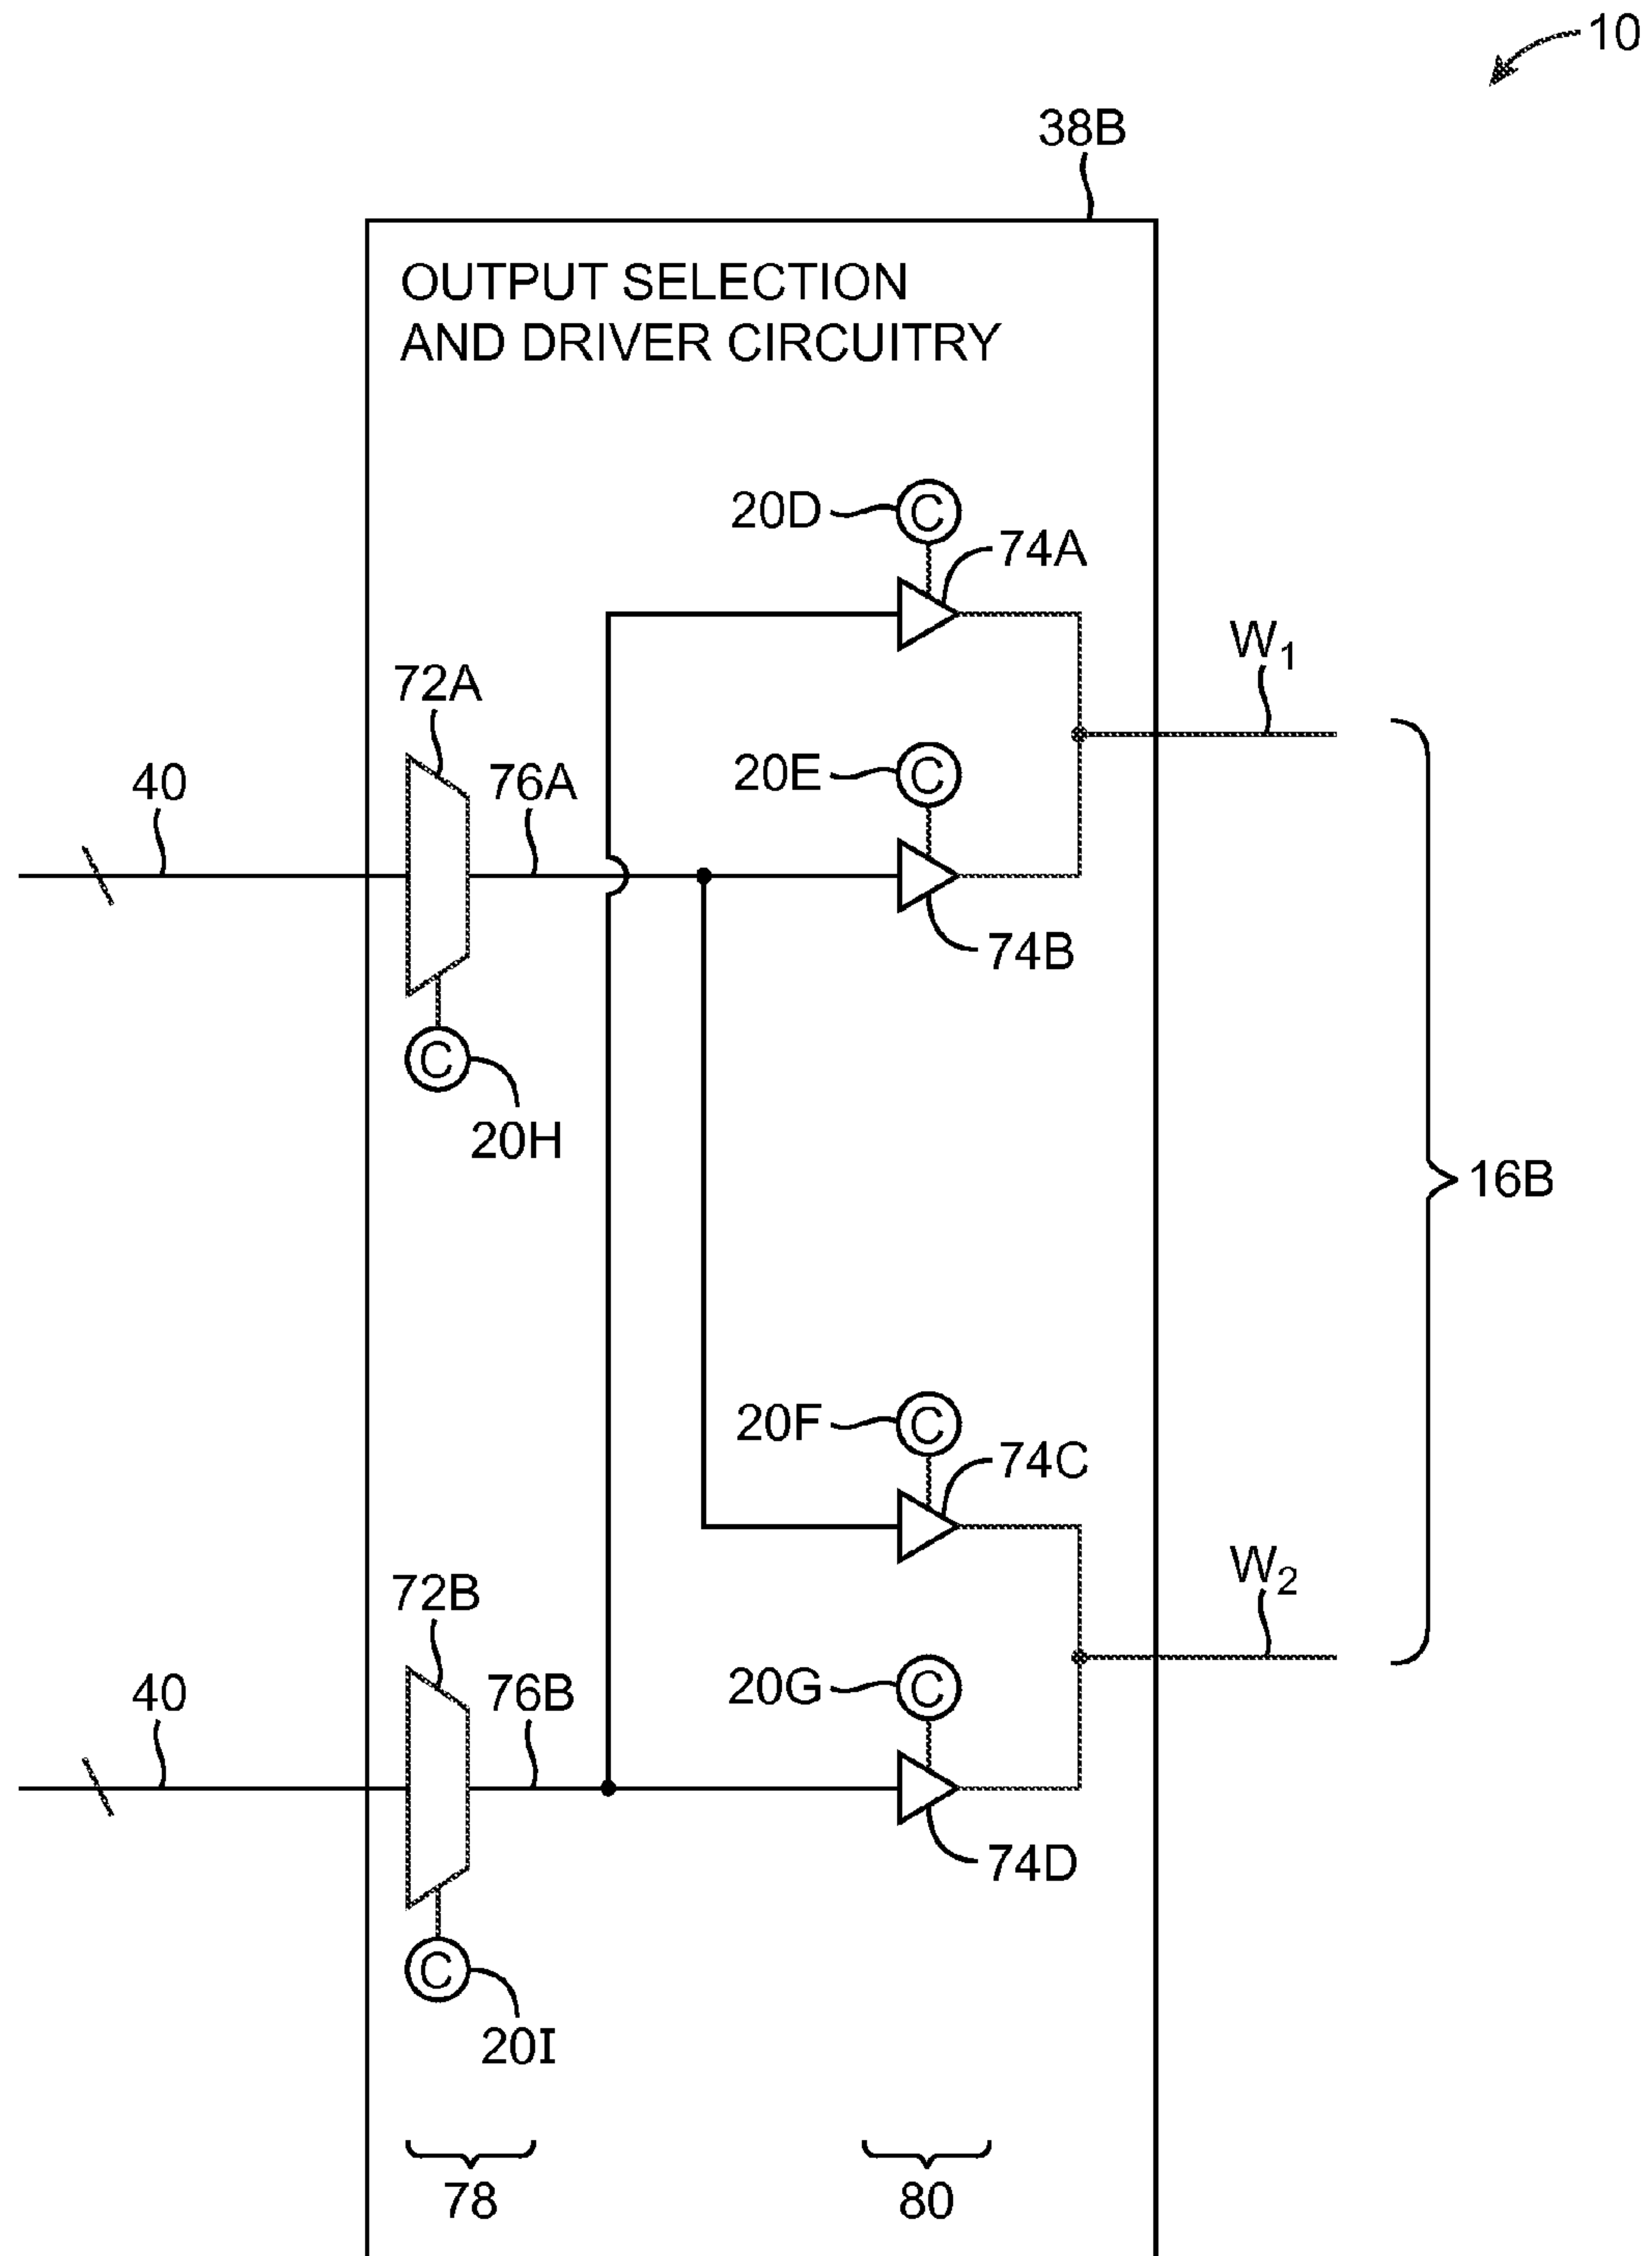 10
38B
OUTPUT SELECTION
AND DRIVER CIRCUITRY
20D
C
74A
W1
72A
40
76A
20E
C
74B
C
20H
16B
20F
C
74C
W2
72B
40
76B
20G
C
74D
C
20I
78
80